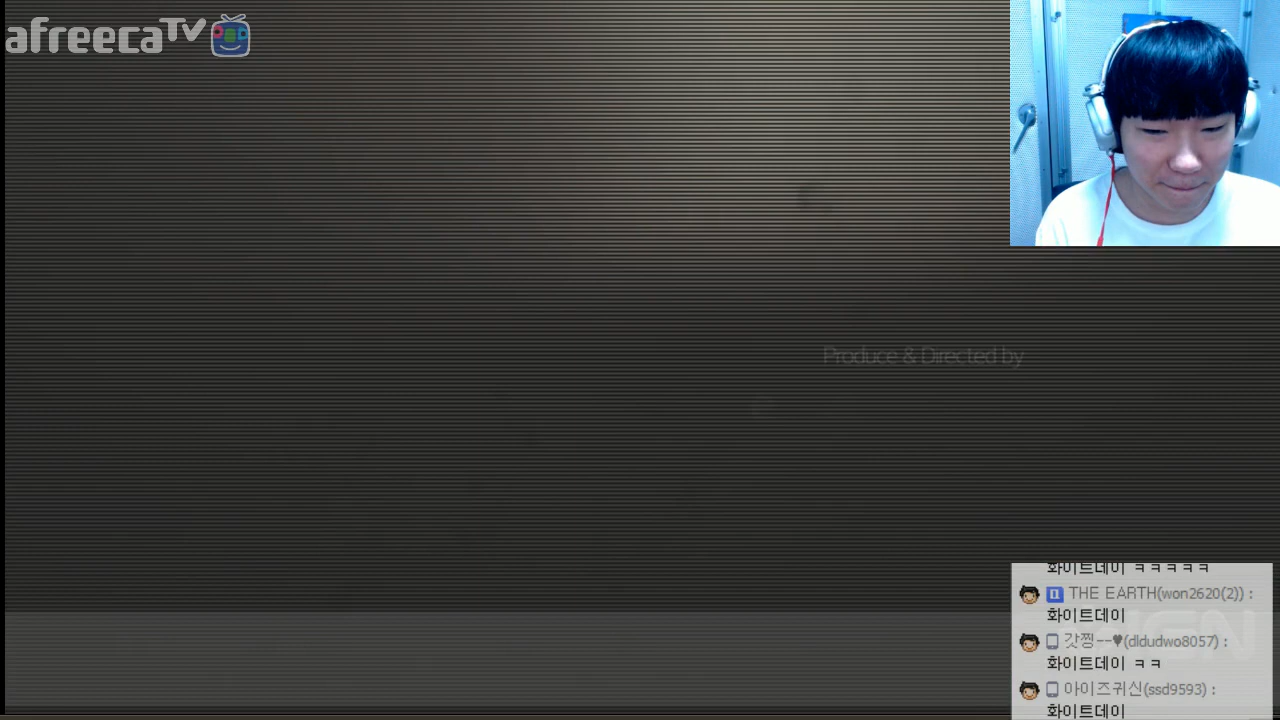 afreecaTV
Produce & Directed by
화이트데이 ㅋㅋㅋㅋㅋ
THE EARTH(won2620(2)) :
화이트데이
갓찡--♥(dldudwo8057) :
화이트데이 ㅋㅋ
아이즈귀신(ssd9593) :
화이트데이